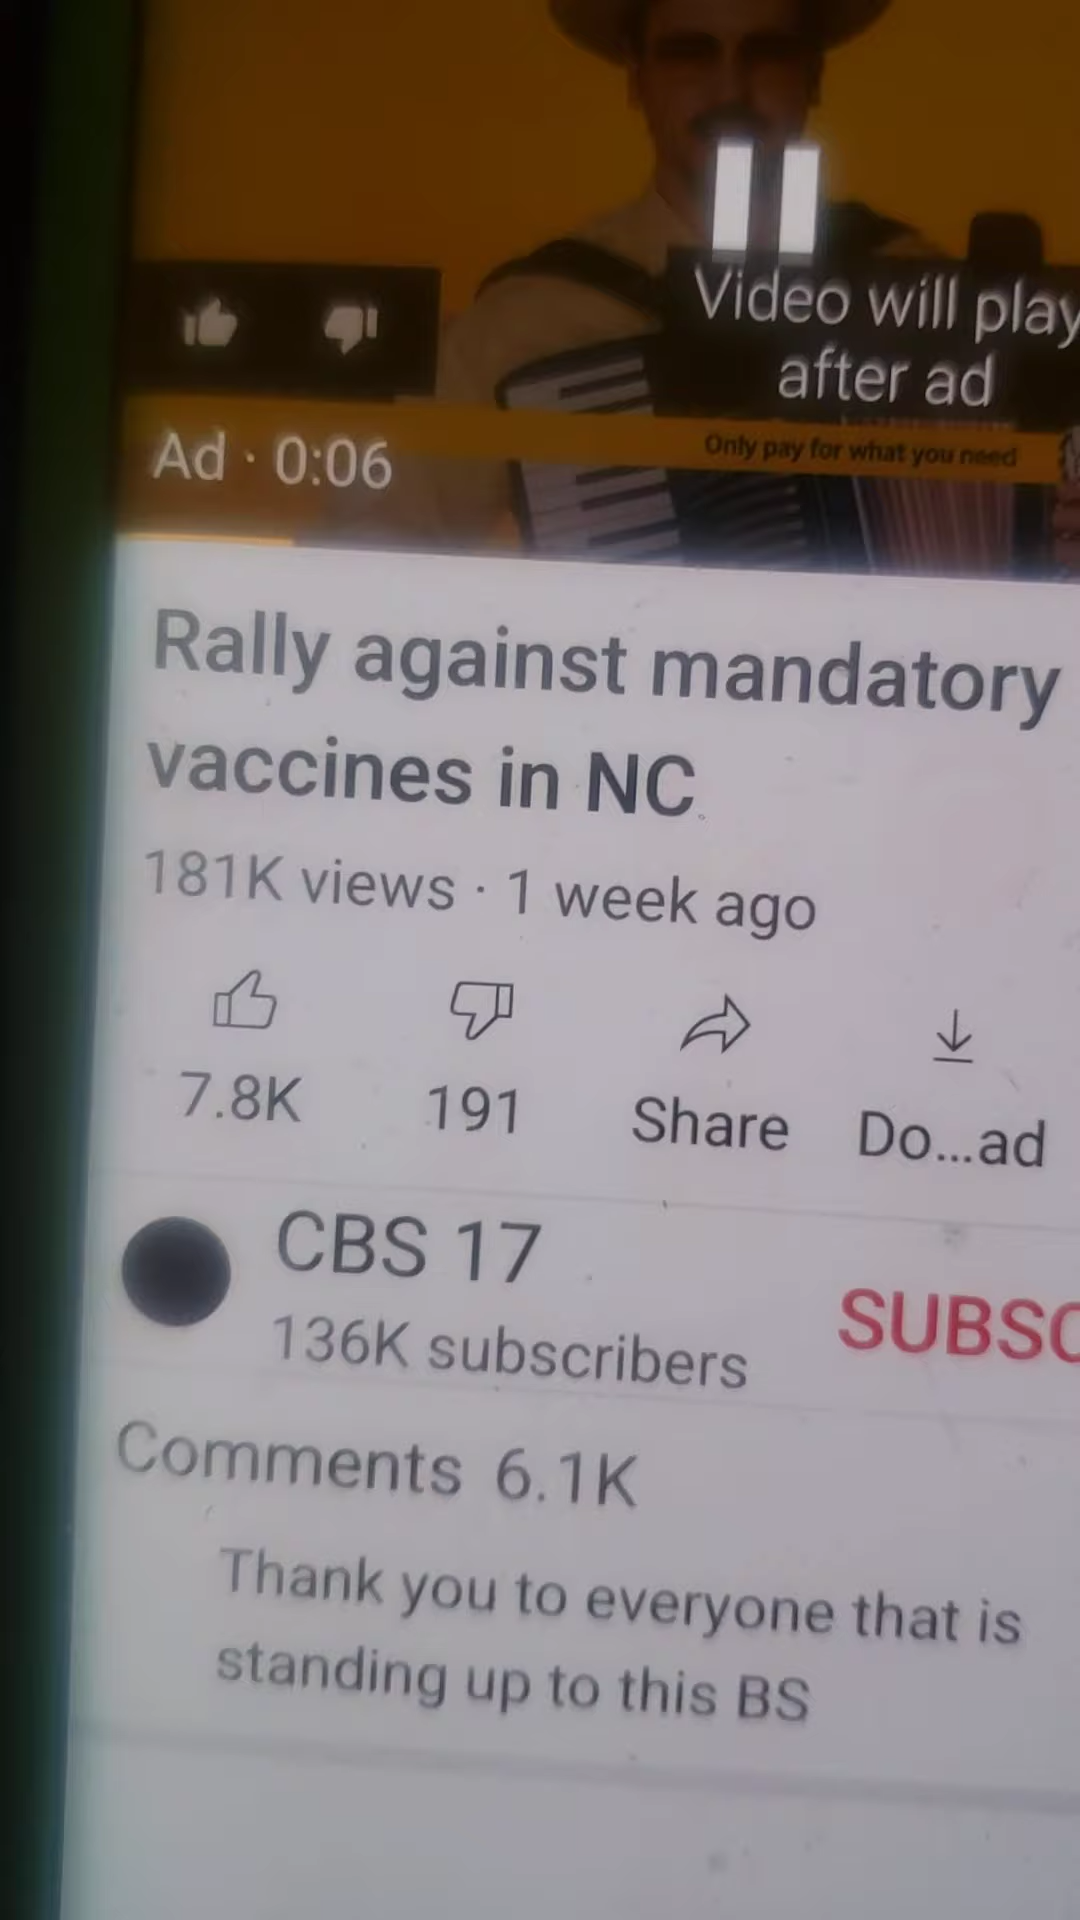 Video will play
after ad
Only pay for what you need
Ad · 0:06
Rally against mandatory
vaccines in NC
181K views · 1 week ago
7.8K 191 Share Do...ad
CBS 17
136K subscribers
SUBSC
Comments 6.1K
Thank you to everyone that is
standing up to this BS